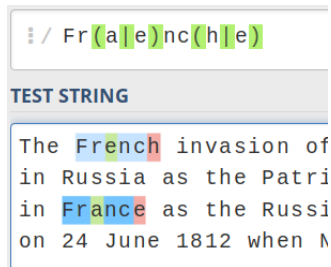 / Fr(a|e)nc(h|e)
TEST STRING
The French invasion of
in Russia as the Patri
in France as the Russi
on 24 June 1812 when N